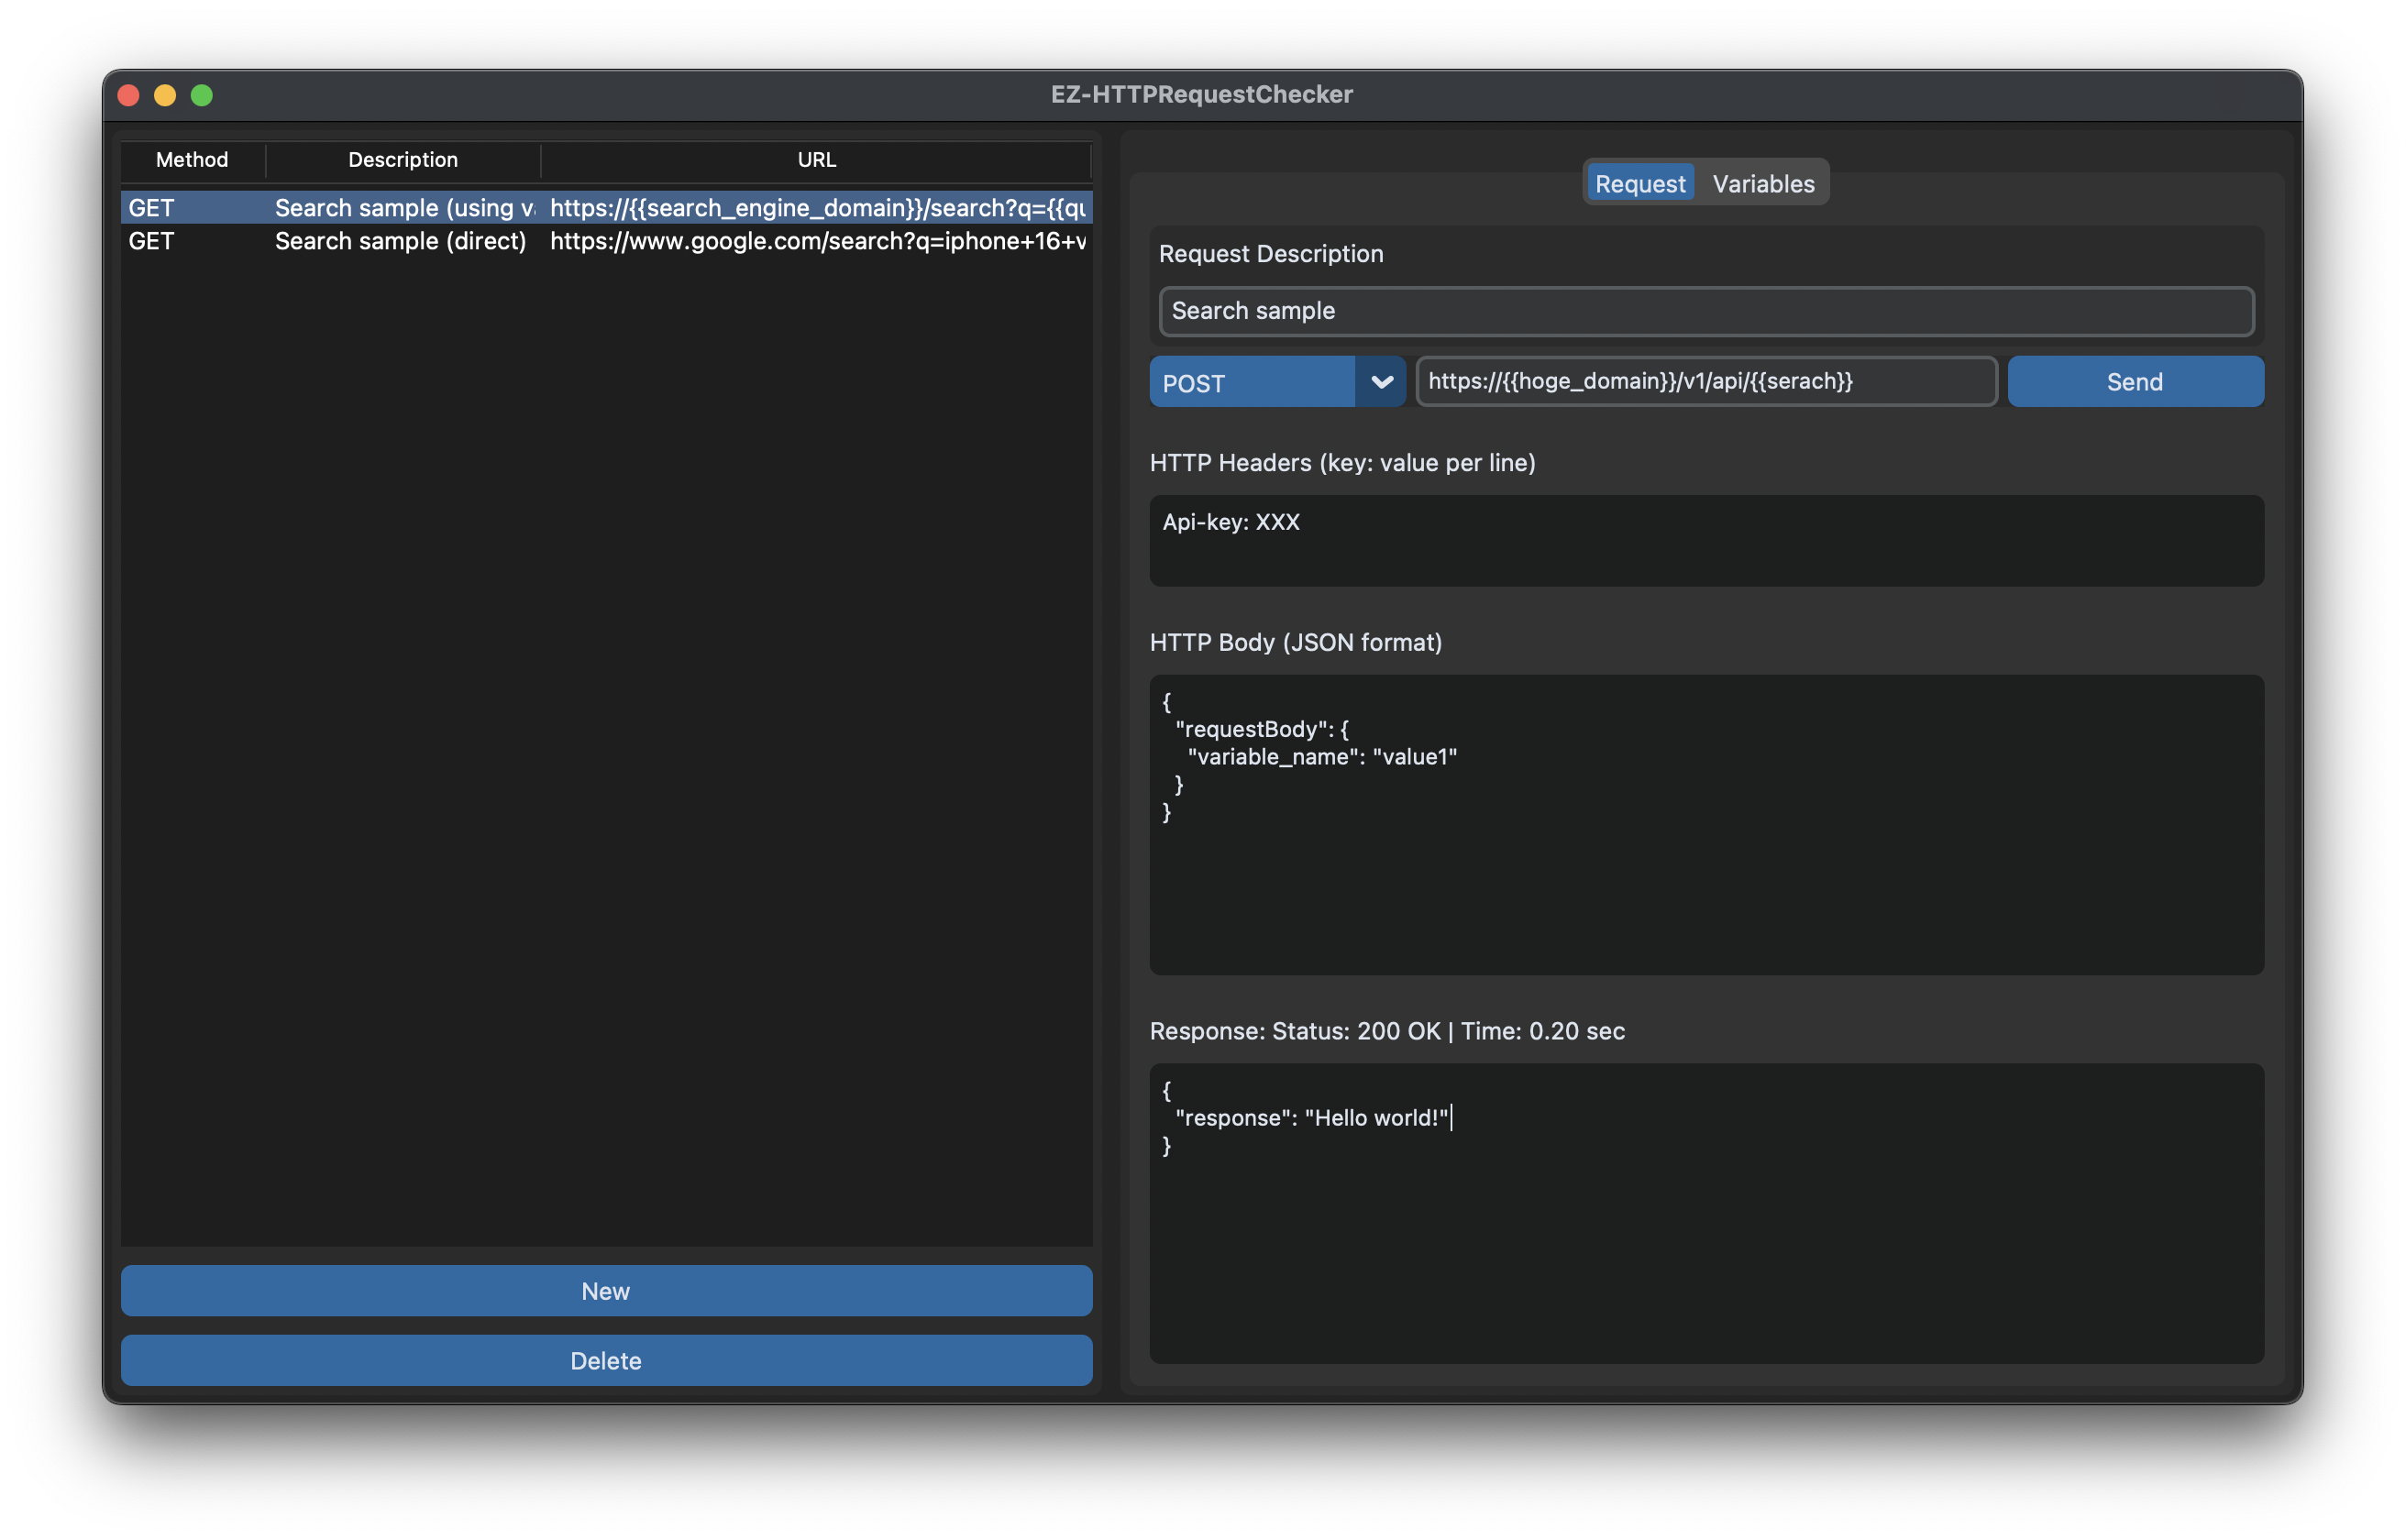 EZ-HTTPRequestChecker
Method Description URL
GET Search sample (using v https://{{search_engine_domain}}/search?q={{qu
GET Search sample (direct) https://www.google.com/search?q=iphone+16+v
New
Delete
Request Variables
Request Description
Search sample
POST https://{{hoge_domain}}/v1/api/{{serach}} Send
HTTP Headers (key: value per line)
Api-key: XXX
HTTP Body (JSON format)
{
"requestBody": {
"variable_name": "value1"
}
}
Response: Status: 200 OK | Time: 0.20 sec
{
"response": "Hello world!"
}